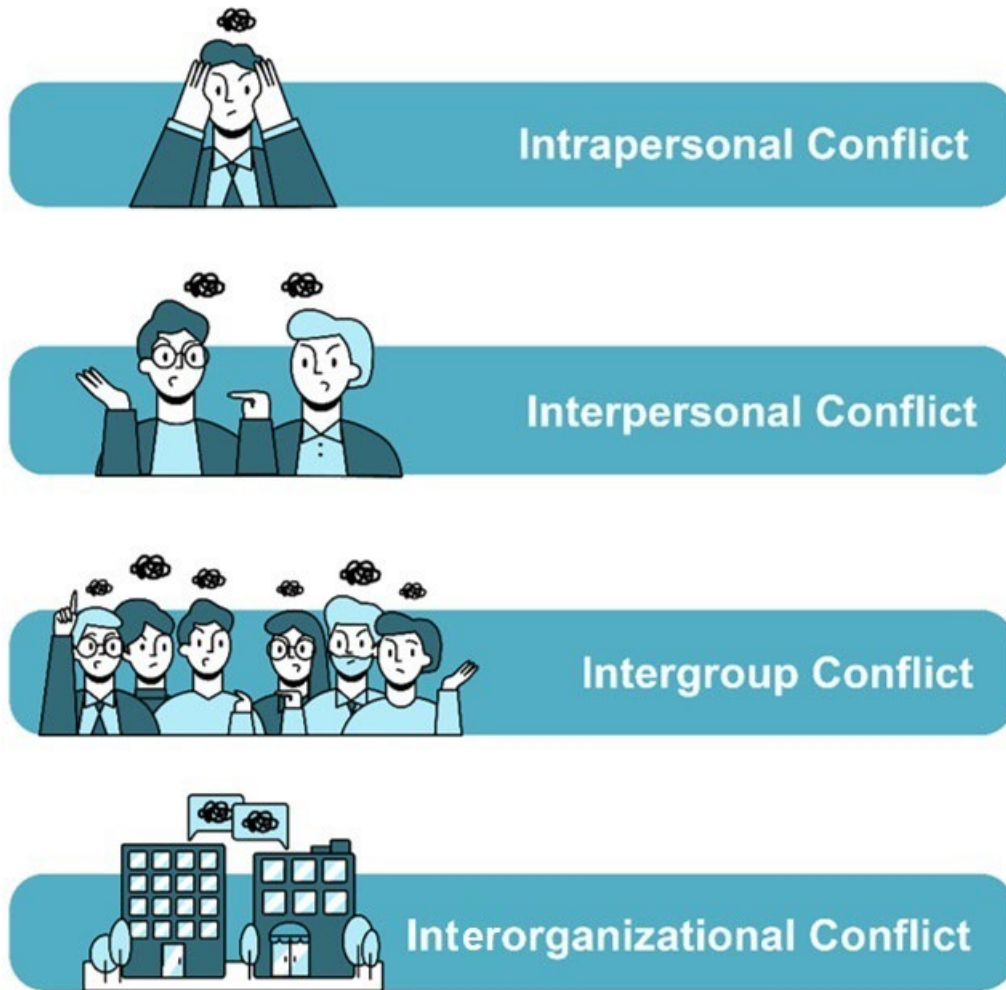 Intrapersonal Conflict
Interpersonal Conflict
Intergroup Conflict
Interorganizational Conflict